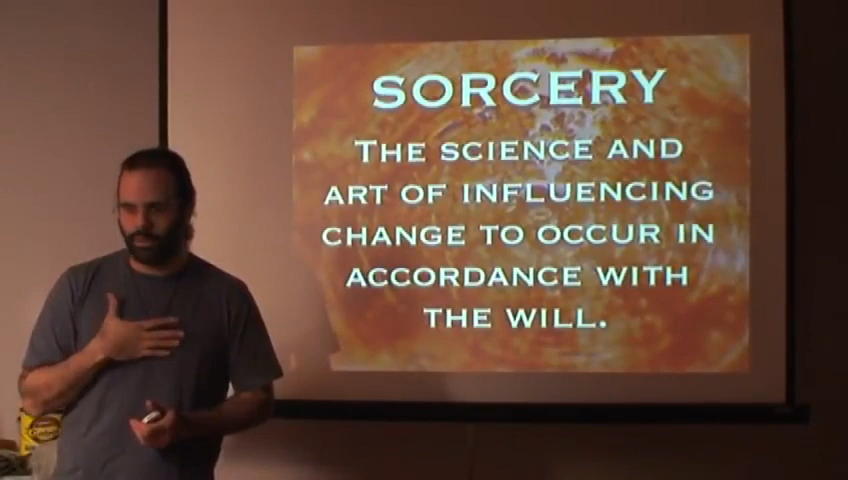 SORCERY
THE SCIENCE AND
ART OF INFLUENCING
CHANGE TO OCCUR IN
ACCORDANCE WITH
THE WILL.